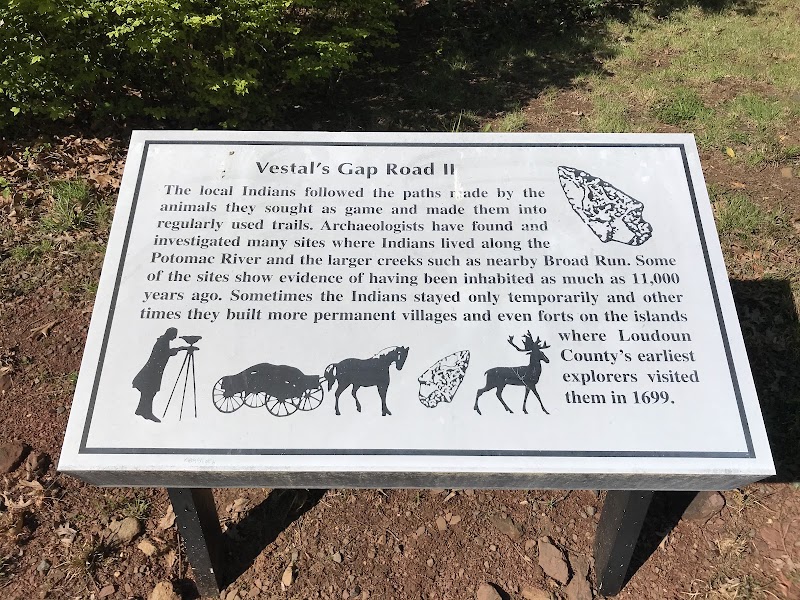 Vestal's Gap Road II
The local Indians followed the paths made by the
animals they sought as game and made them into
regularly used trails. Archaeologists have found and
investigated many sites where Indians lived along the
Potomac River and the larger creeks such as nearby Broad Run. Some
of the sites show evidence of having been inhabited as much as 11,000
years ago. Sometimes the Indians stayed only temporarily and other
times they built more permanent villages and even forts on the islands
where Loudoun
County's earliest
explorers visited
them in 1699.